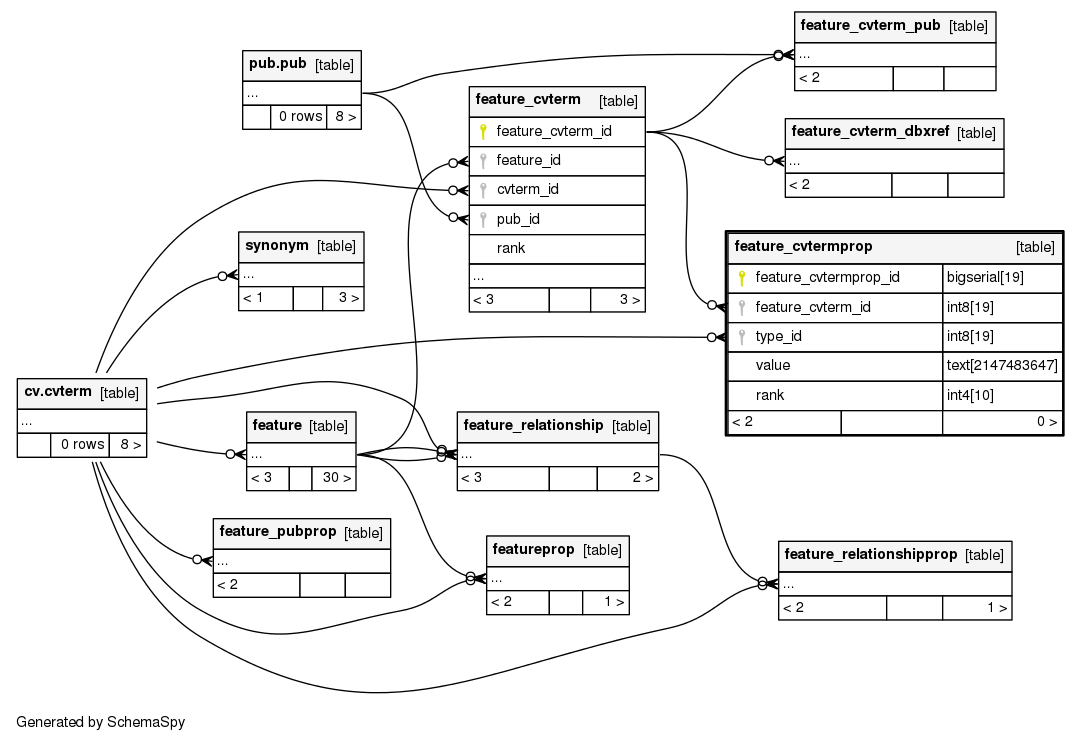 feature_cvterm_pub [table]
...
< 2
pub.pub [table]
...
0 rows 8 >
feature_cvterm [table]
feature_cvterm_id
feature_id
cvterm_id
pub_id
rank
...
< 3 3 >
feature_cvterm_dbxref [table]
...
< 2
synonym [table]
...
< 1 3 >
feature_cvtermprop [table]
feature_cvtermprop_id bigserial[19]
feature_cvterm_id int8[19]
type_id int8[19]
value text[2147483647]
rank int4[10]
< 2 0 >
cv.cvterm [table]
...
0 rows 8 >
feature [table]
...
< 3 30 >
feature_relationship [table]
...
< 3 2 >
feature_pubprop [table]
...
< 2
featureprop [table]
...
< 2 1 >
feature_relationshipprop [table]
...
< 2 1 >
Generated by SchemaSpy